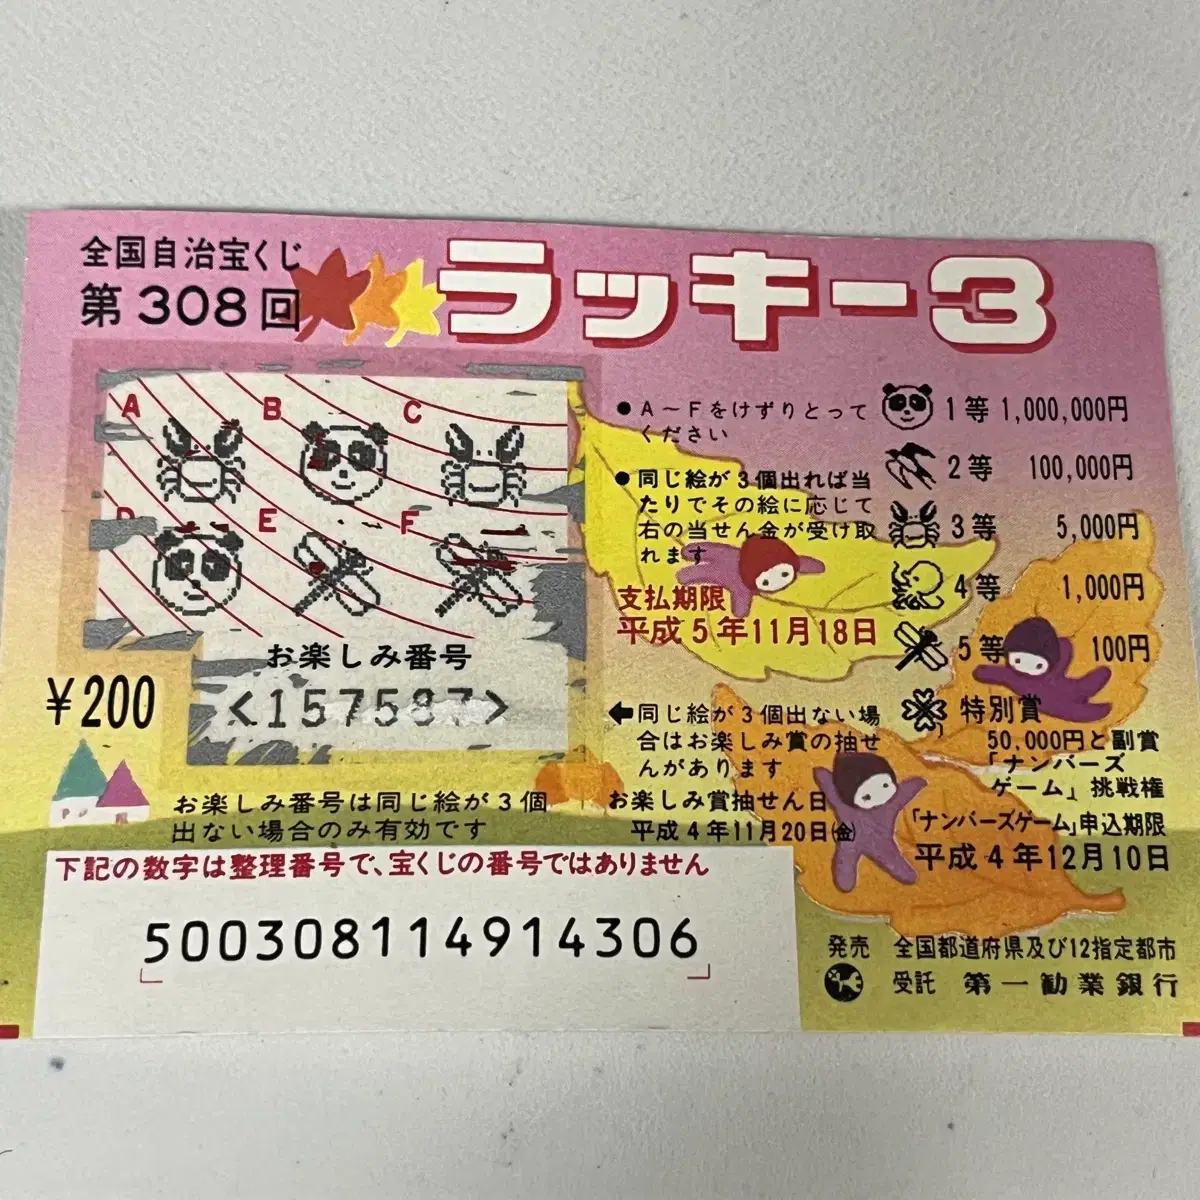 全国自治宝くじ
第308回
ラッキー3
A
B
C
D
E
F
お楽しみ番号
<157587>
¥200
お楽しみ番号は同じ絵が3個
出ない場合のみ有効です
●A～Fをけずりとって
ください
●同じ絵が3個出れば当
たりでその絵に応じて
右の当せん金が受け取
れます
支払期限
平成5年11月18日
←同じ絵が3個出ない場
合はお楽しみ賞の抽せ
んがあります
お楽しみ賞抽せん日
平成4年11月20日(金)
1等 1,000,000円
2等 100,000円
3等 5,000円
4等 1,000円
5等 100円
特別賞
50,000円と副賞
「ナンバーズ
ゲーム」挑戦権
「ナンバーズゲーム」申込期限
平成4年12月10日
下記の数字は整理番号で、宝くじの番号ではありません
500308114914306
発売 全国都道府県及び12指定都市
受託 第一勧業銀行